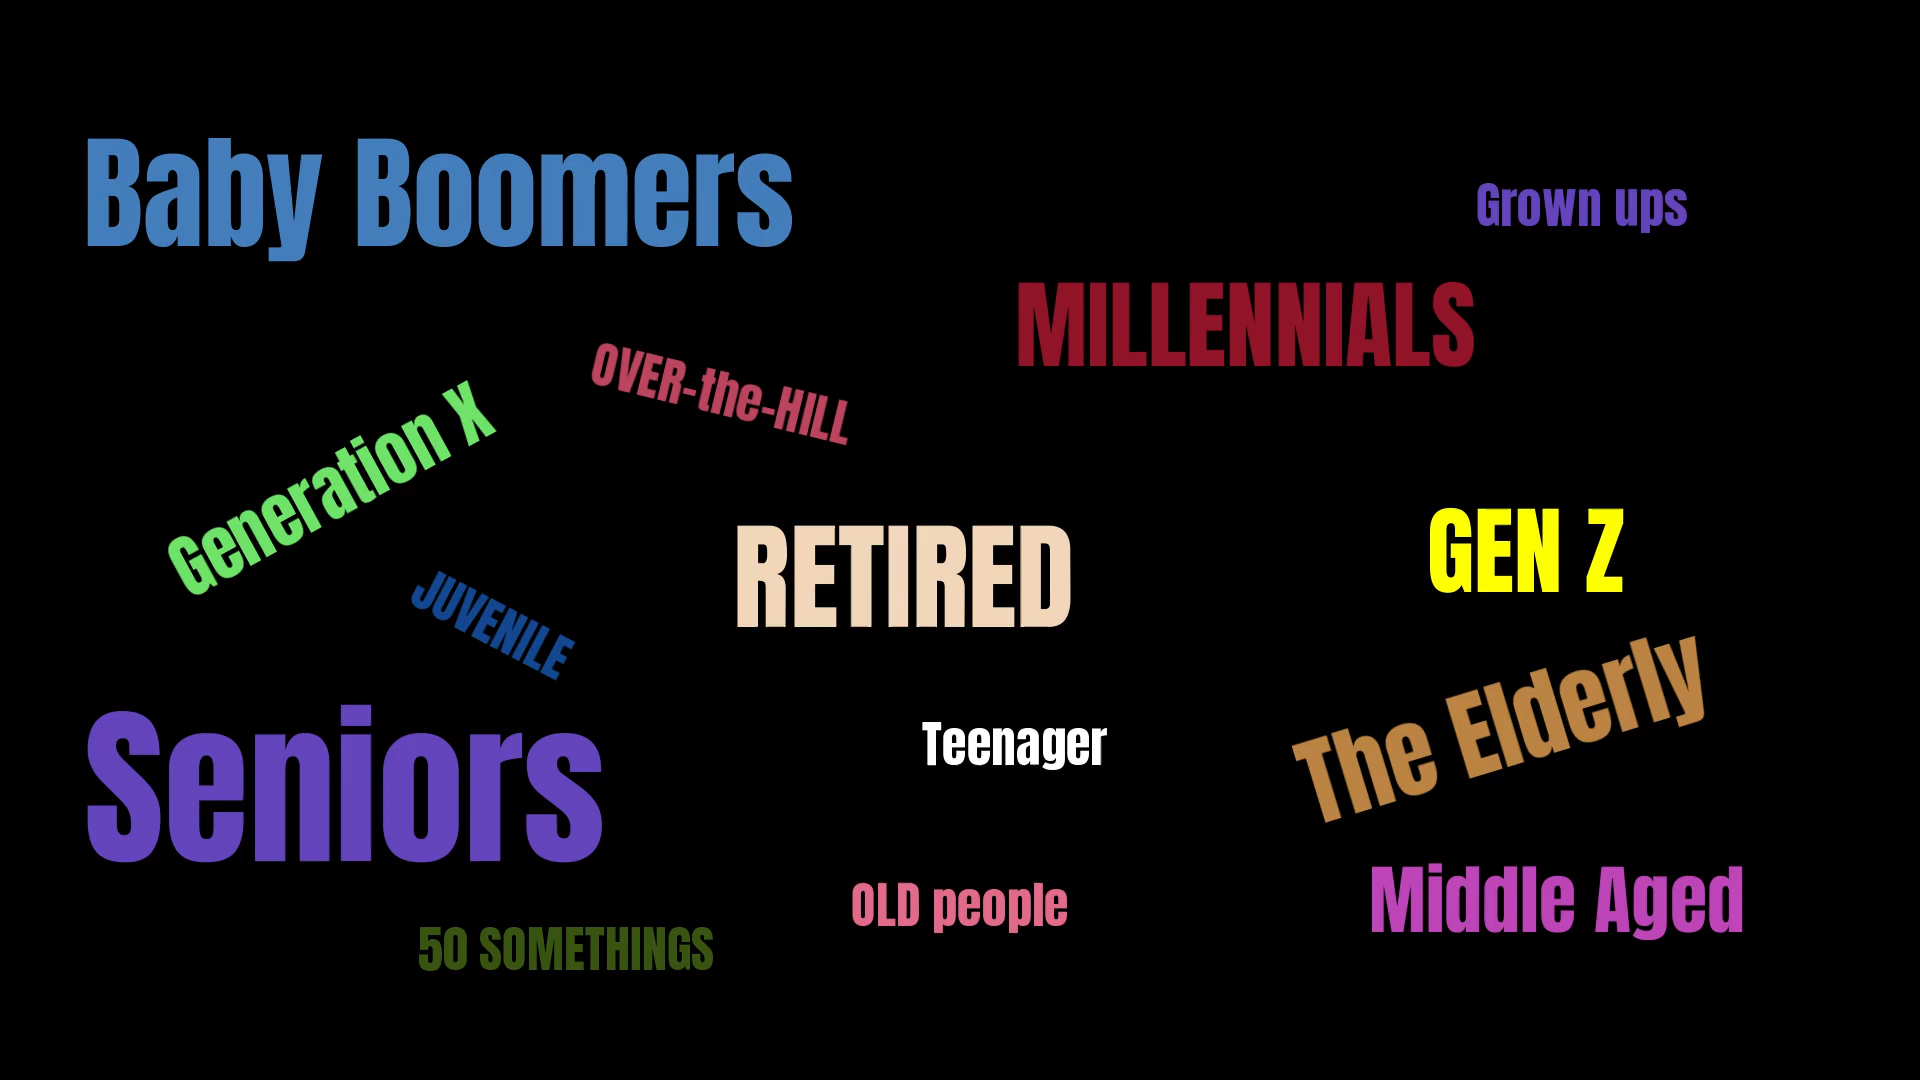 Baby Boomers
Grown ups
MILLENNIALS
OVER-the-HILL
Generation X
RETIRED
GEN Z
JUVENILE
The Elderly
Seniors
Teenager
OLD people
Middle Aged
50 SOMETHINGS